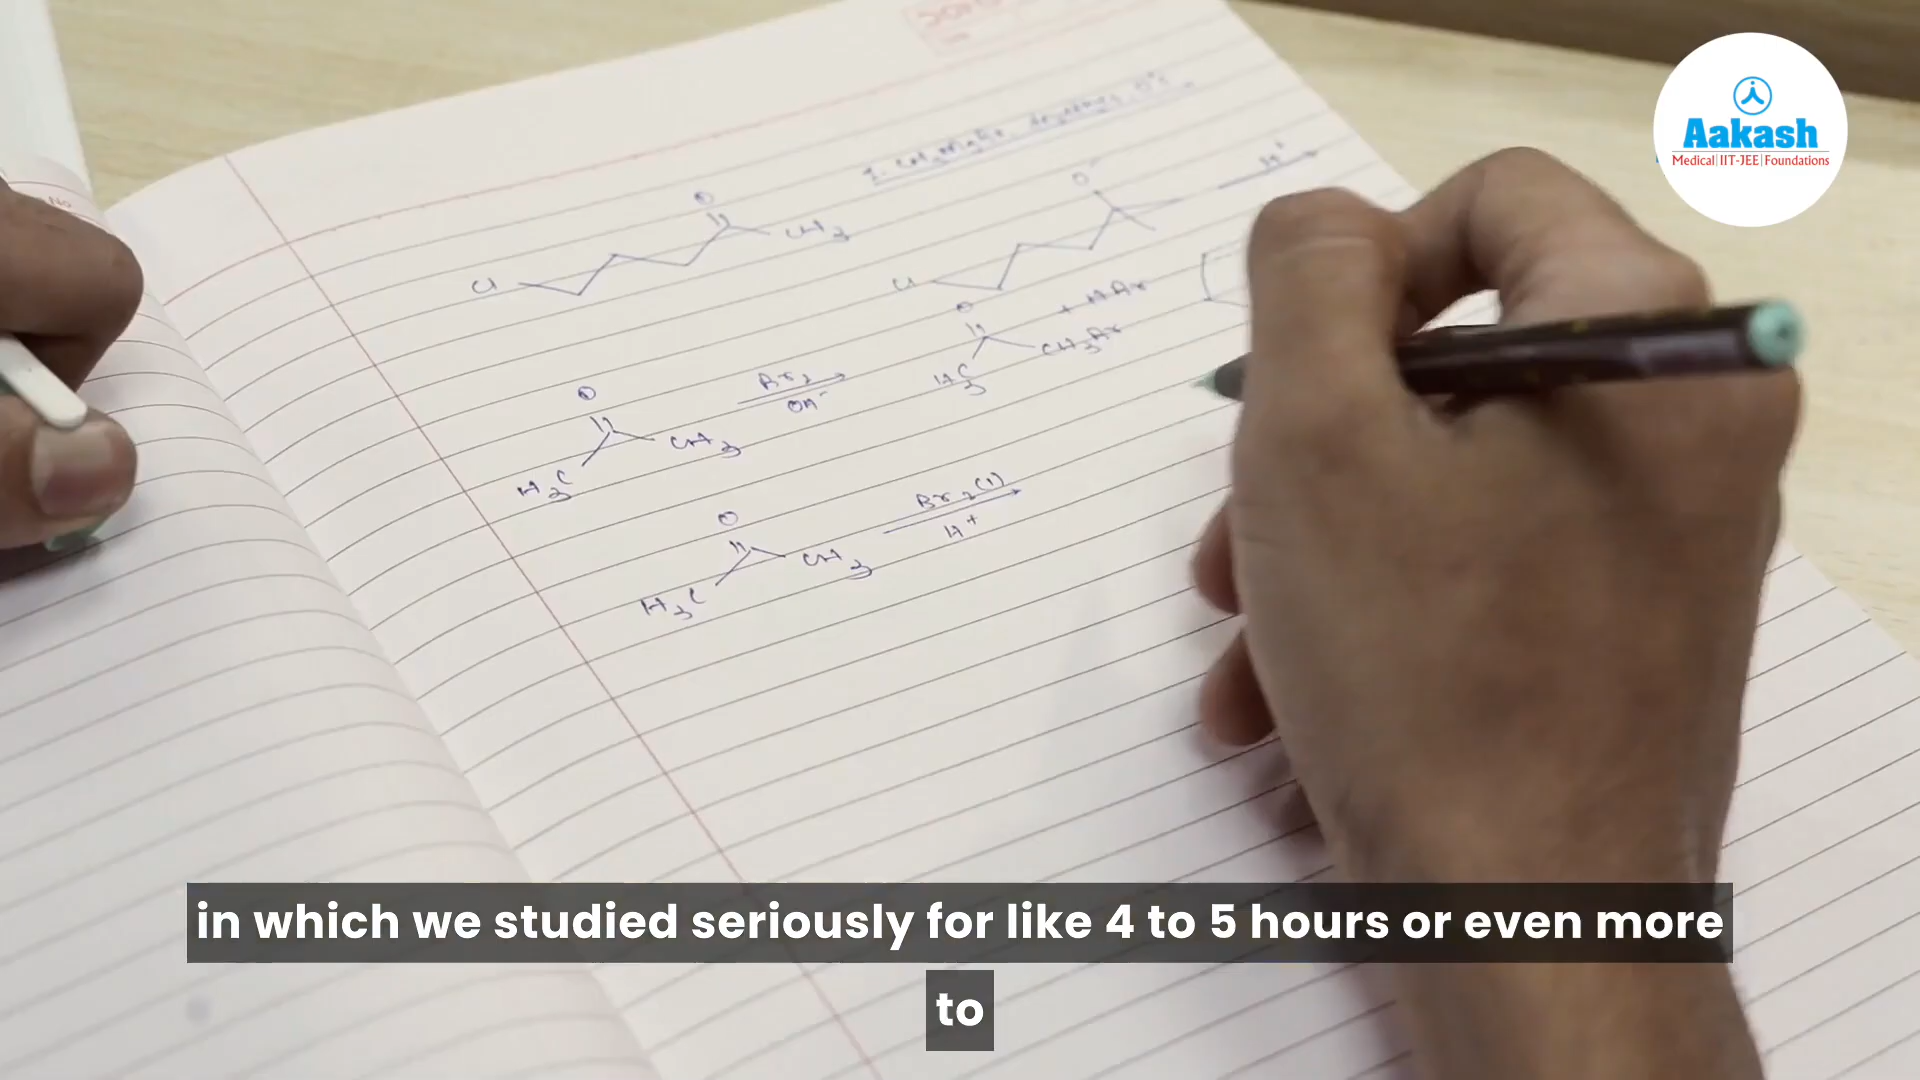 Aakash
Medical|IIT-JEE|Foundations
O
CH3
Cl
O
H+
Cl
O
+ HBr
CH3Br
H3C
Br2
OH-
O
CH3
H3C
Br2(1)
H+
O
CH3
H3C
in which we studied seriously for like 4 to 5 hours or even more
to